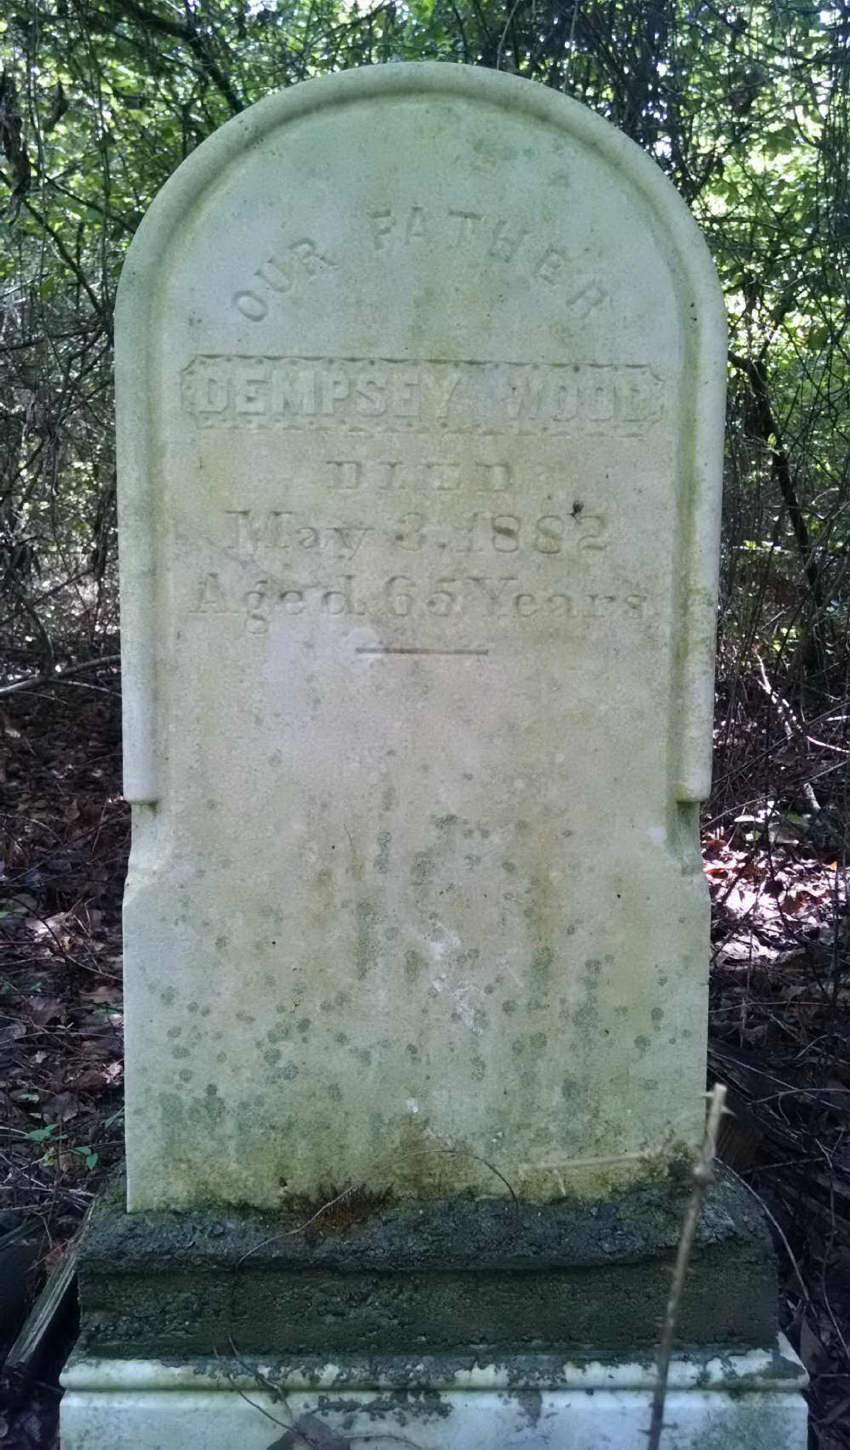 OUR FATHER
DEMPSEY WOOD
DIED
May 3, 1882
Aged 65 Years